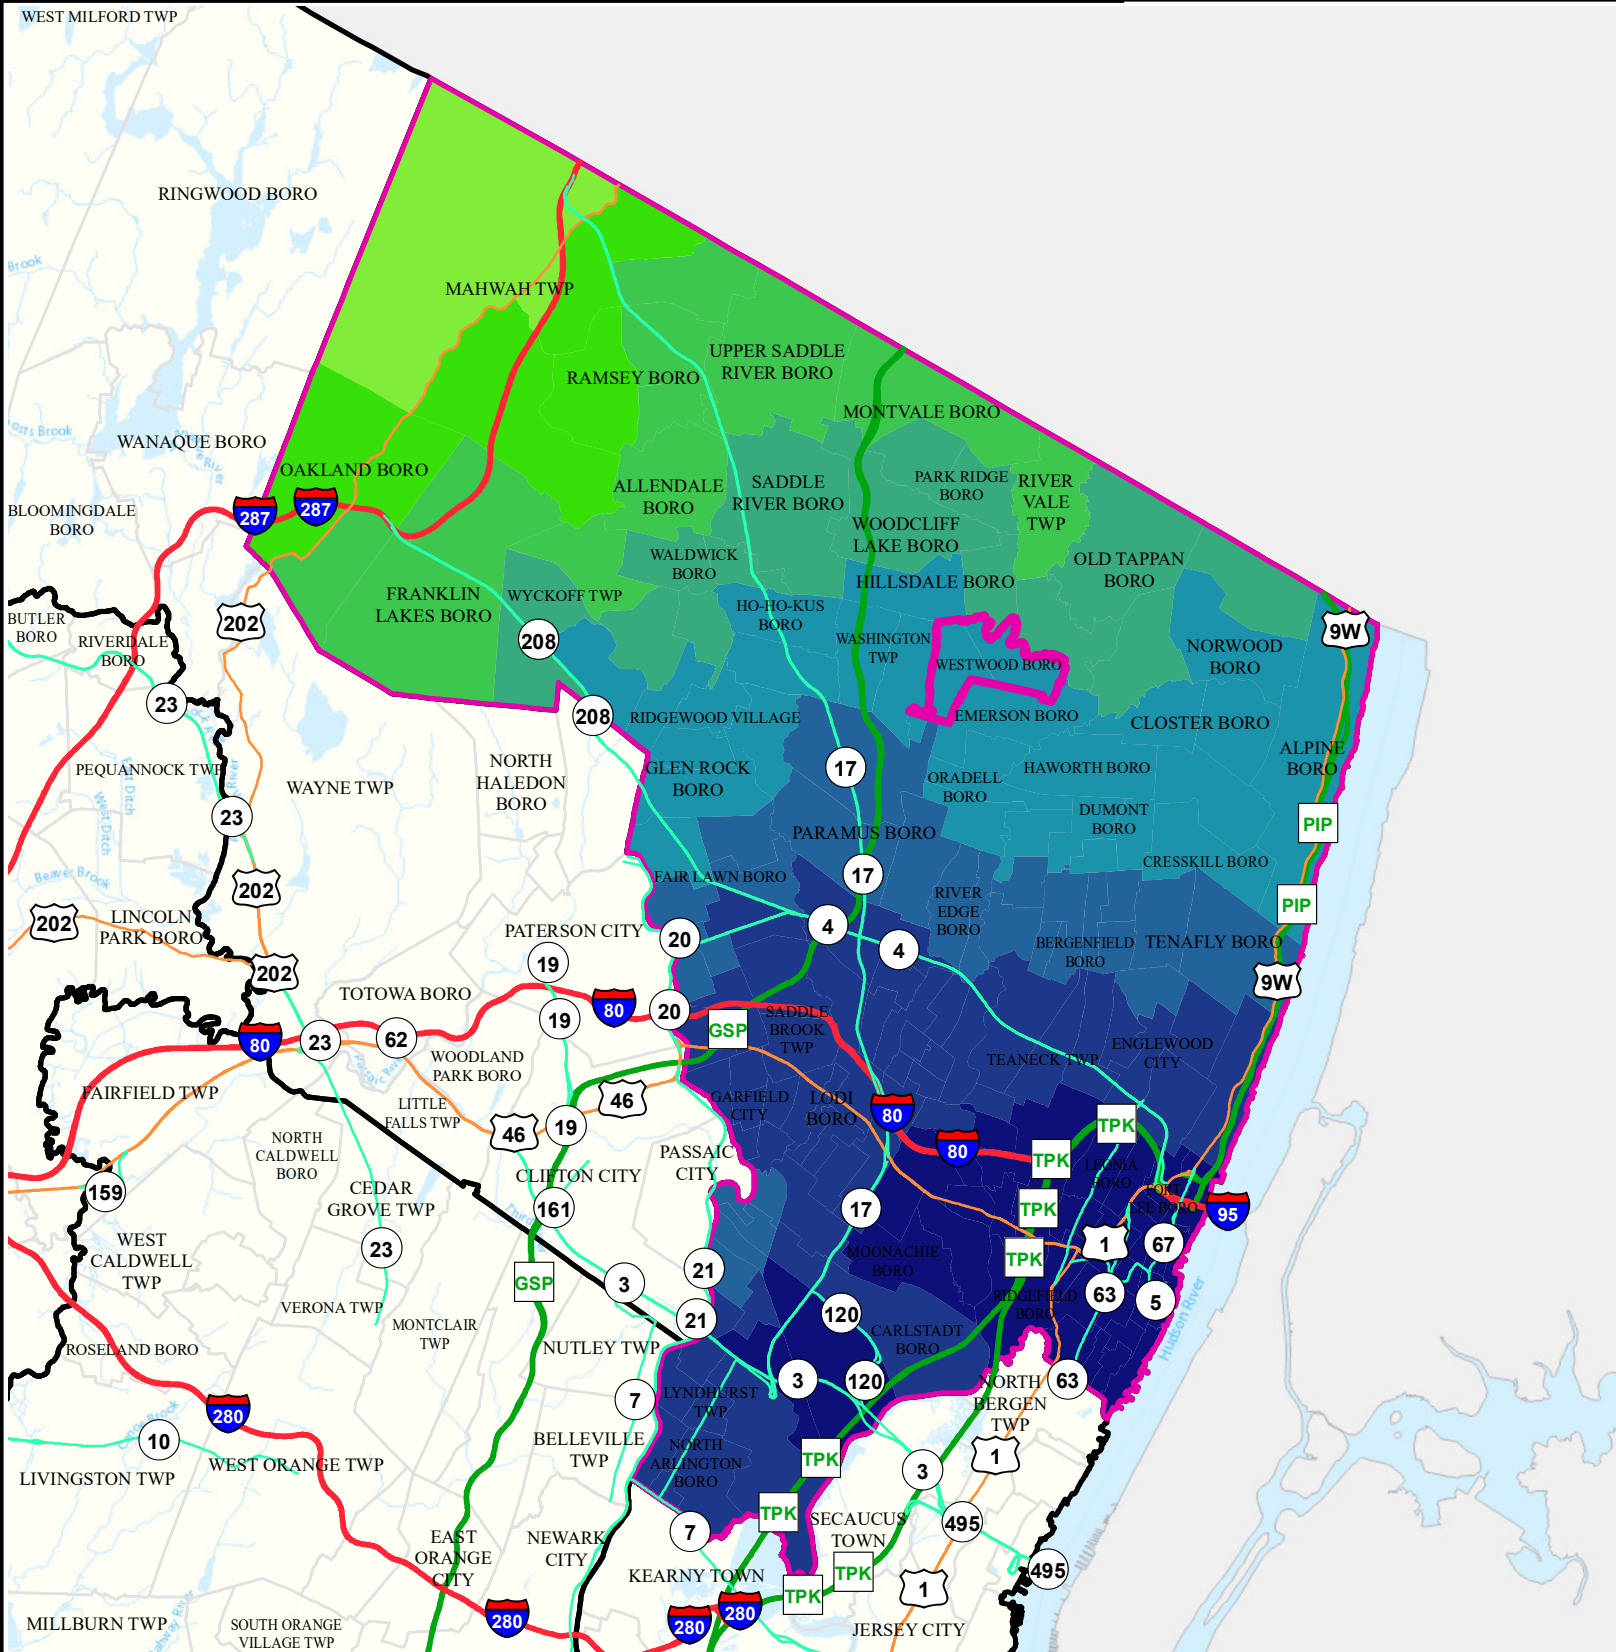 WEST MILFORD TWP
RINGWOOD BORO
Brook
MAHWAH TWP
UPPER SADDLE
RIVER BORO
RAMSEY BORO
MONTVALE BORO
WANAQUE BORO
OAKLAND BORO
ALLENDALE
BORO
SADDLE
RIVER BORO
PARK RIDGE
BORO
RIVER
VALE
TWP
BLOOMINGDALE
BORO
287
287
WOODCLIFF
LAKE BORO
WALDWICK
BORO
OLD TAPPAN
BORO
HILLSDALE BORO
FRANKLIN
LAKES BORO
WYCKOFF TWP
HO-HO-KUS
BORO
BUTLER
BORO
RIVERDALE
BORO
202
208
WASHINGTON
TWP
WESTWOOD BORO
NORWOOD
BORO
9W
23
208
RIDGEWOOD VILLAGE
EMERSON BORO
CLOSTER BORO
PEQUANNOCK TWP
WAYNE TWP
NORTH
HALEDON
BORO
GLEN ROCK
BORO
17
ORADELL
BORO
HAWORTH BORO
ALPINE
BORO
West Ditch
23
DUMONT
BORO
PIP
PARAMUS BORO
Beaver Brook
202
FAIR LAWN BORO
17
CRESSKILL BORO
PIP
202
LINCOLN
PARK BORO
PATERSON CITY
20
4
4
RIVER
EDGE
BORO
BERGENFIELD
BORO
TENAFLY BORO
202
19
9W
TOTOWA BORO
80
20
19
GSP
SADDLE
BROOK
TWP
80
23
62
WOODLAND
PARK BORO
TEANECK TWP
ENGLEWOOD
CITY
FAIRFIELD TWP
LITTLE
FALLS TWP
46
46
19
GARFIELD
CITY
LODI
BORO
80
80
TPK
TPK
NORTH
CALDWELL
BORO
PASSAIC
CITY
CLIFTON CITY
LEONIA
BORO
159
CEDAR
GROVE TWP
161
17
TPK
FORT
LEE BORO
95
WEST
CALDWELL
TWP
23
MOONACHIE
BORO
TPK
1
67
GSP
3
21
RIDGEFIELD
BORO
63
5
VERONA TWP
MONTCLAIR
TWP
21
120
CARLSTADT
BORO
Hudson River
ROSELAND BORO
NUTLEY TWP
LYNDHURST
TWP
3
120
NORTH
BERGEN
TWP
63
280
7
10
BELLEVILLE
TWP
NORTH
ARLINGTON
BORO
TPK
1
LIVINGSTON TWP
WEST ORANGE TWP
3
TPK
SECAUCUS
TOWN
495
7
EAST
ORANGE
CITY
NEWARK
CITY
KEARNY TOWN
TPK
TPK
495
1
MILLBURN TWP
SOUTH ORANGE
VILLAGE TWP
280
280
280
JERSEY CITY